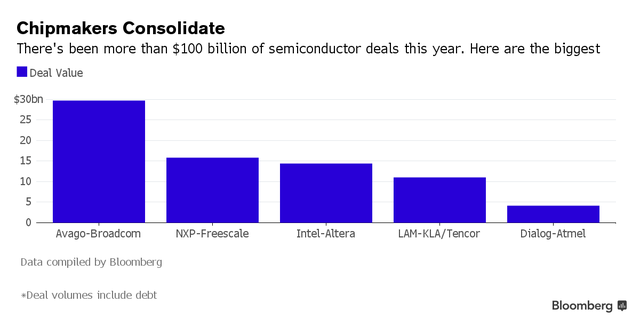 Chipmakers Consolidate
There's been more than $100 billion of semiconductor deals this year. Here are the biggest
Deal Value
$30bn
25
20
15
10
5
0
Avago-Broadcom NXP-Freescale Intel-Altera LAM-KLA/Tencor Dialog-Atmel
Data compiled by Bloomberg
*Deal volumes include debt
Bloomberg